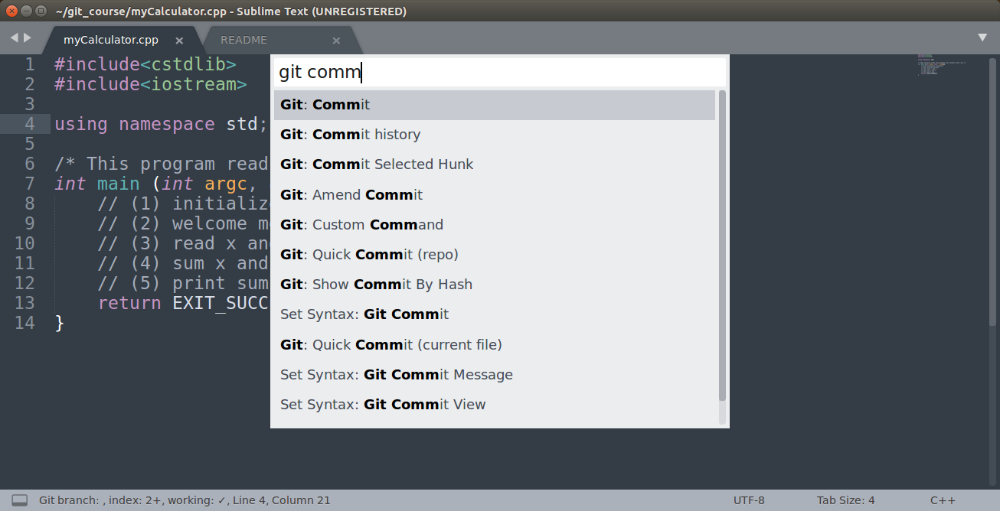 ~/git_course/myCalculator.cpp - Sublime Text (UNREGISTERED)
myCalculator.cpp README
git comm
Git: Commit
Git: Commit history
Git: Commit Selected Hunk
Git: Amend Commit
Git: Custom Command
Git: Quick Commit (repo)
Git: Show Commit By Hash
Set Syntax: Git Commit
Git: Quick Commit (current file)
Set Syntax: Git Commit Message
Set Syntax: Git Commit View
1 #include<cstdlib>
2 #include<iostream>
3
4 using namespace std;
5
6 /* This program read
7 int main (int argc,
8 // (1) initialize
9 // (2) welcome m
10 // (3) read x an
11 // (4) sum x and
12 // (5) print sum
13 return EXIT_SUCC
14 }
Git branch: , index: 2+, working: ✓, Line 4, Column 21 UTF-8 Tab Size: 4 C++